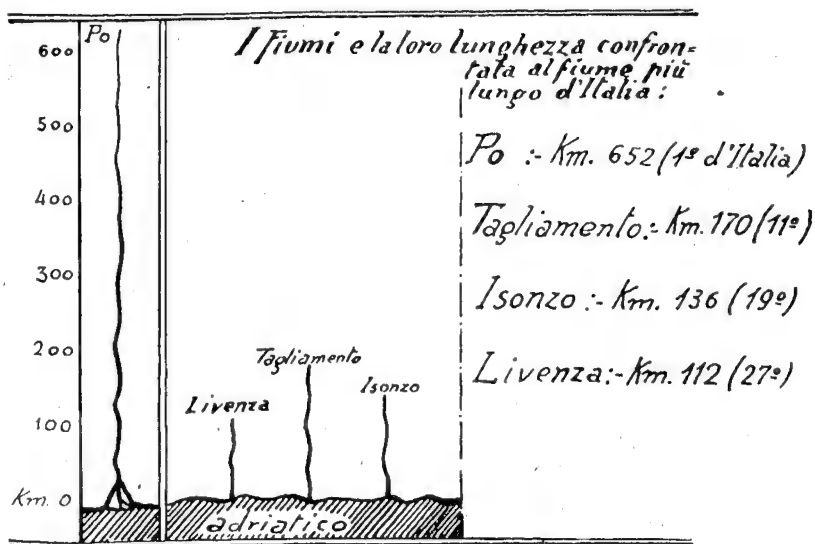 I fiumi e la loro lunghezza confron=
tata al fiume più
lungo d'Italia:
Po
600
500
400
300
200
100
Km. 0
Po :- Km. 652 (1º d'Italia)
Tagliamento:- Km. 170 (11º)
Isonzo :- Km. 136 (19º)
Livenza:- Km. 112 (27º)
Livenza
Tagliamento
Isonzo
adriatico